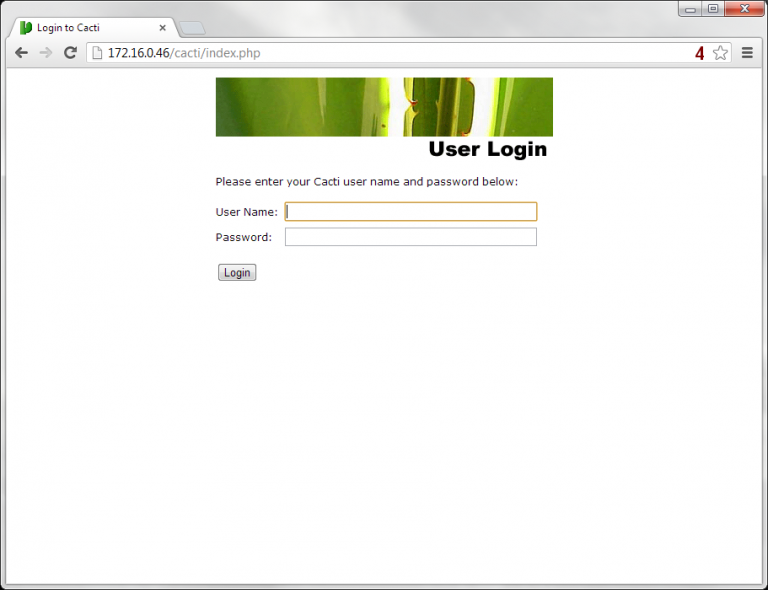 Login to Cacti
172.16.0.46/cacti/index.php
4
User Login
Please enter your Cacti user name and password below:
User Name:
Password:
Login